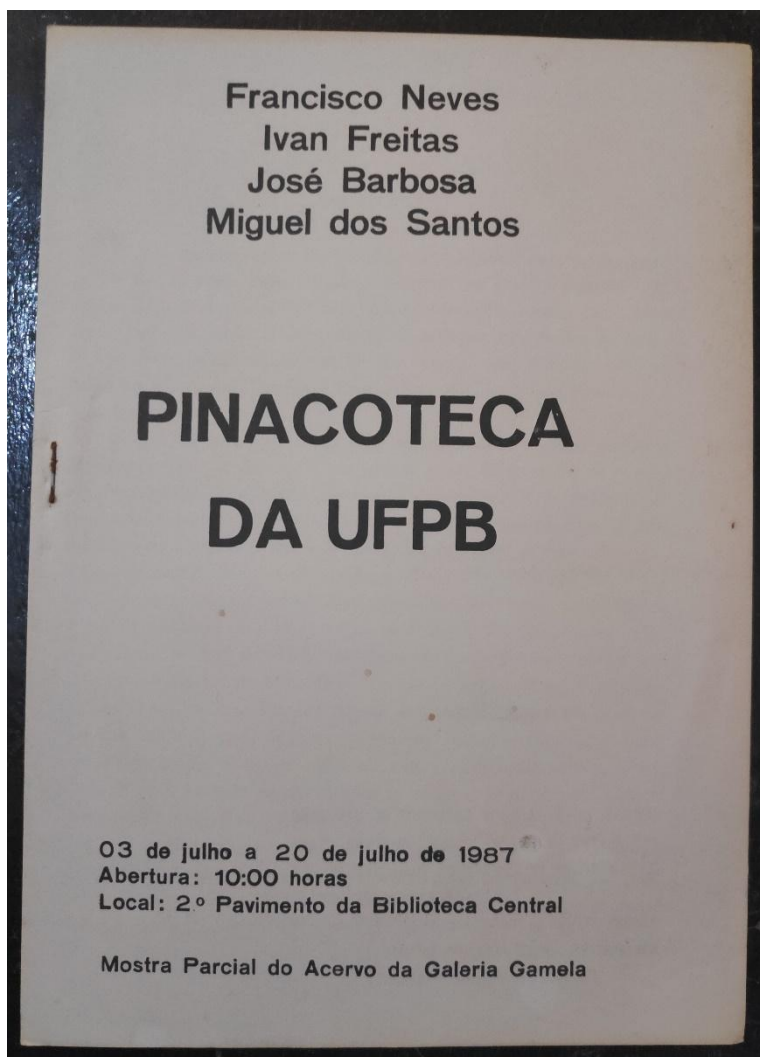 Francisco Neves
Ivan Freitas
José Barbosa
Miguel dos Santos
PINACOTECA
DA UFPB
03 de julho a 20 de julho de 1987
Abertura: 10:00 horas
Local: 2.º Pavimento da Biblioteca Central
Mostra Parcial do Acervo da Galeria Gamela